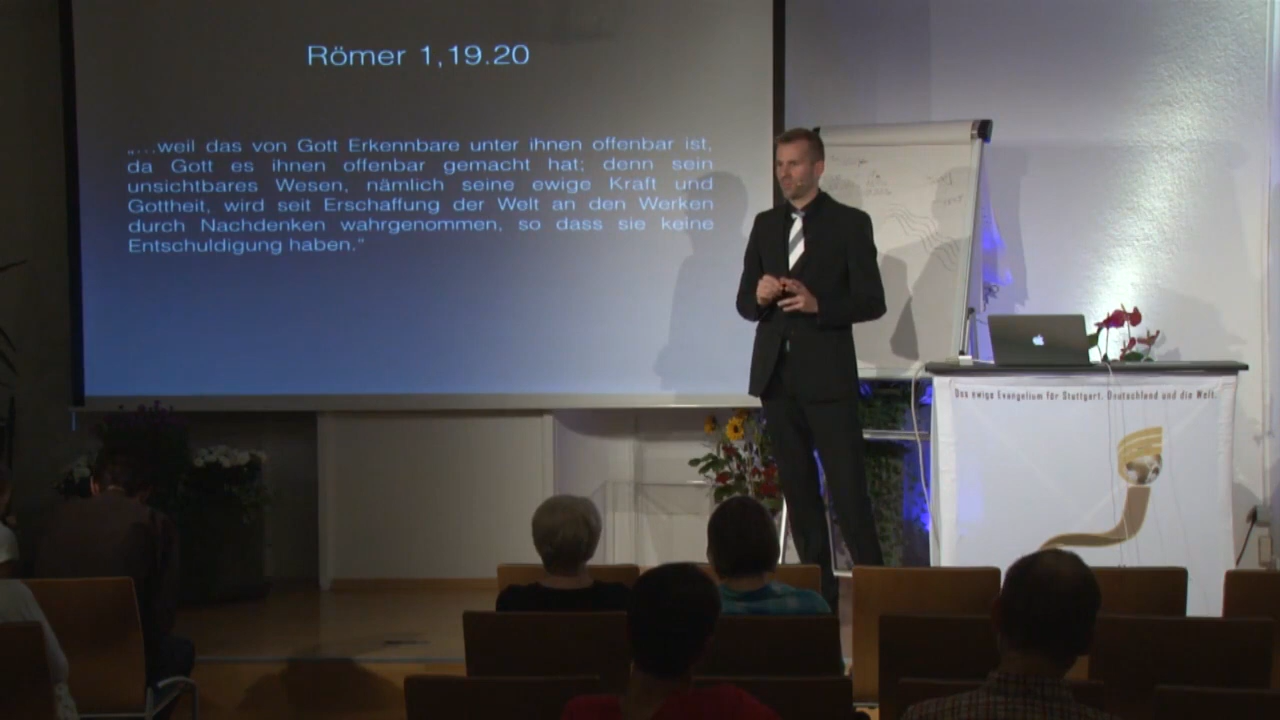 Römer 1,19.20
„...weil das von Gott Erkennbare unter ihnen offenbar ist,
da Gott es ihnen offenbar gemacht hat; denn sein
unsichtbares Wesen, nämlich seine ewige Kraft und
Gottheit, wird seit Erschaffung der Welt an den Werken
durch Nachdenken wahrgenommen, so dass sie keine
Entschuldigung haben.“
Das ewige Evangelium für Stuttgart, Deutschland und die Welt.